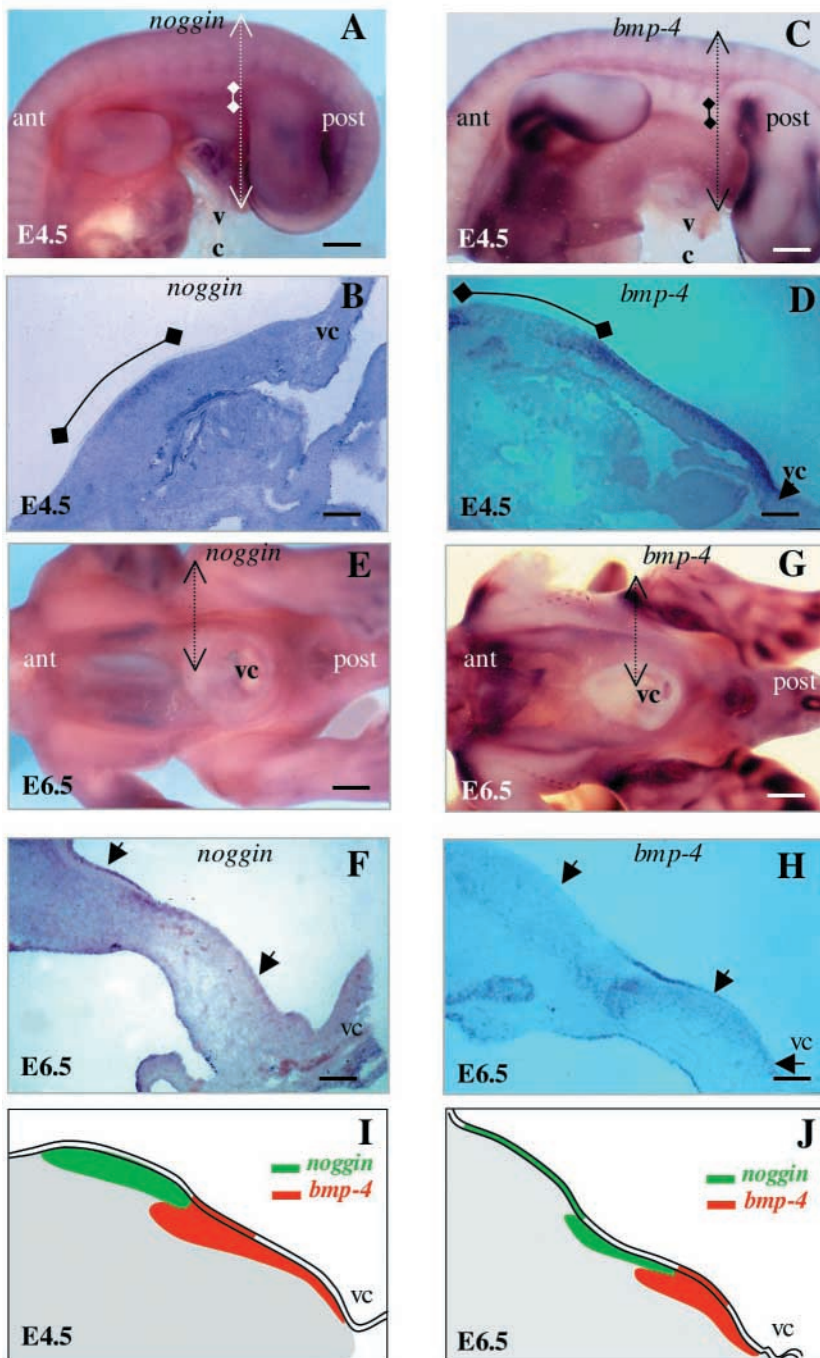 noggin
A
ant
post
v
c
E4.5
bmp-4
C
ant
post
v
c
E4.5
noggin
B
vc
E4.5
bmp-4
D
vc
E4.5
noggin
E
ant
vc
post
E6.5
bmp-4
G
ant
vc
post
E6.5
noggin
F
vc
E6.5
bmp-4
H
vc
E6.5
I
noggin
bmp-4
vc
E4.5
J
noggin
bmp-4
vc
E6.5